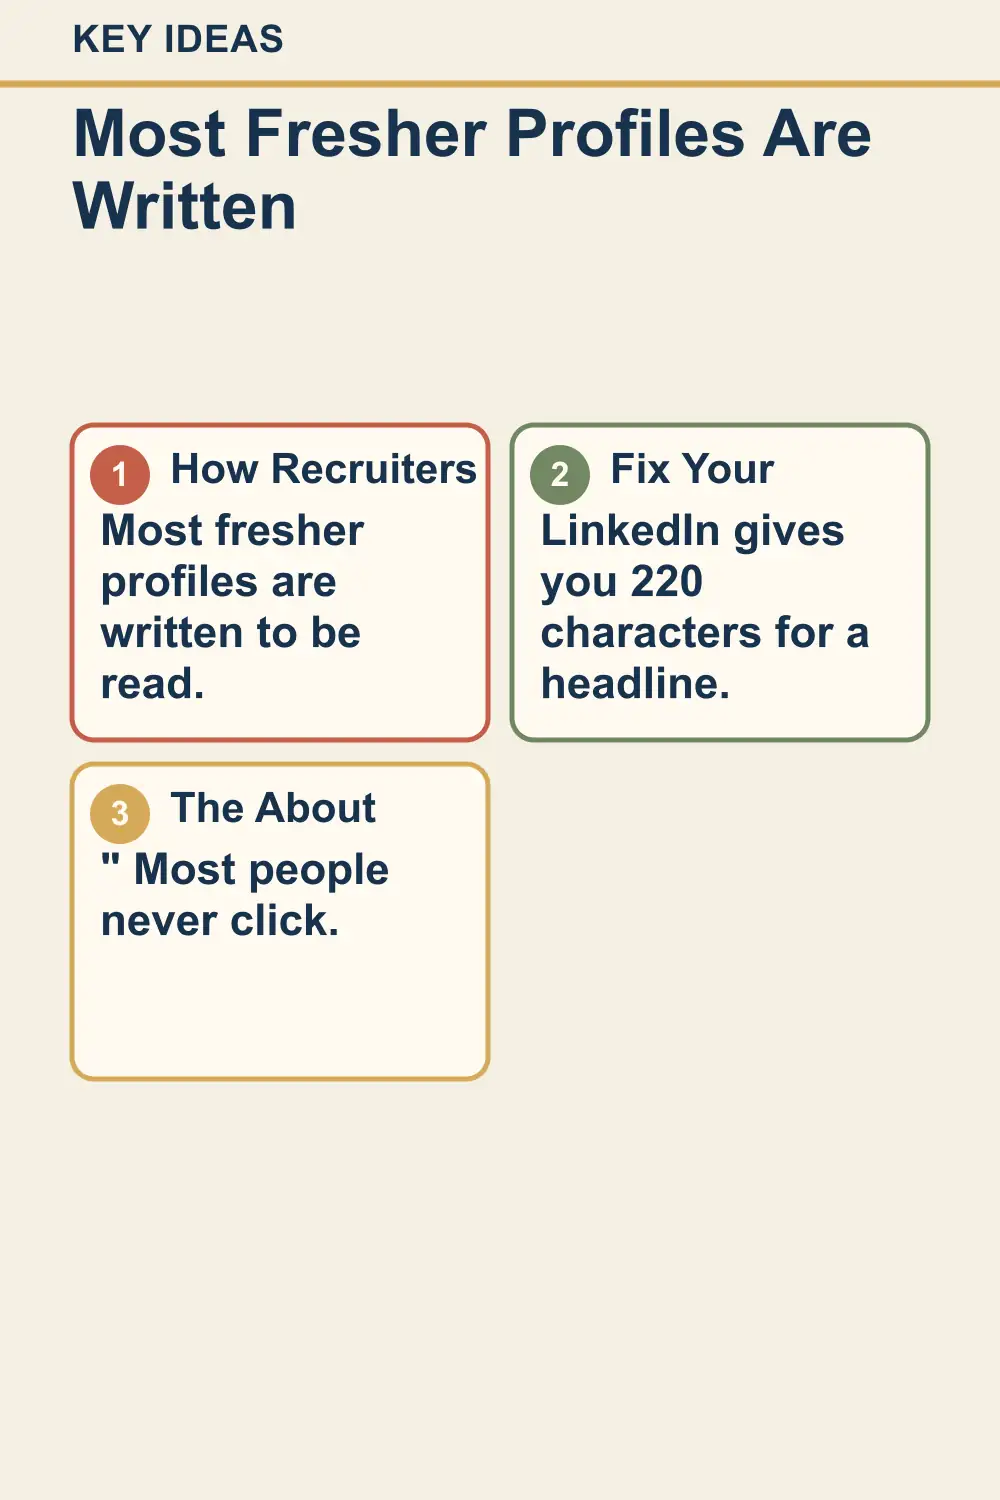 KEY IDEAS
Most Fresher Profiles Are
Written
1 How Recruiters
Most fresher
profiles are
written to be
read.
2 Fix Your
LinkedIn gives
you 220
characters for a
headline.
3 The About
" Most people
never click.